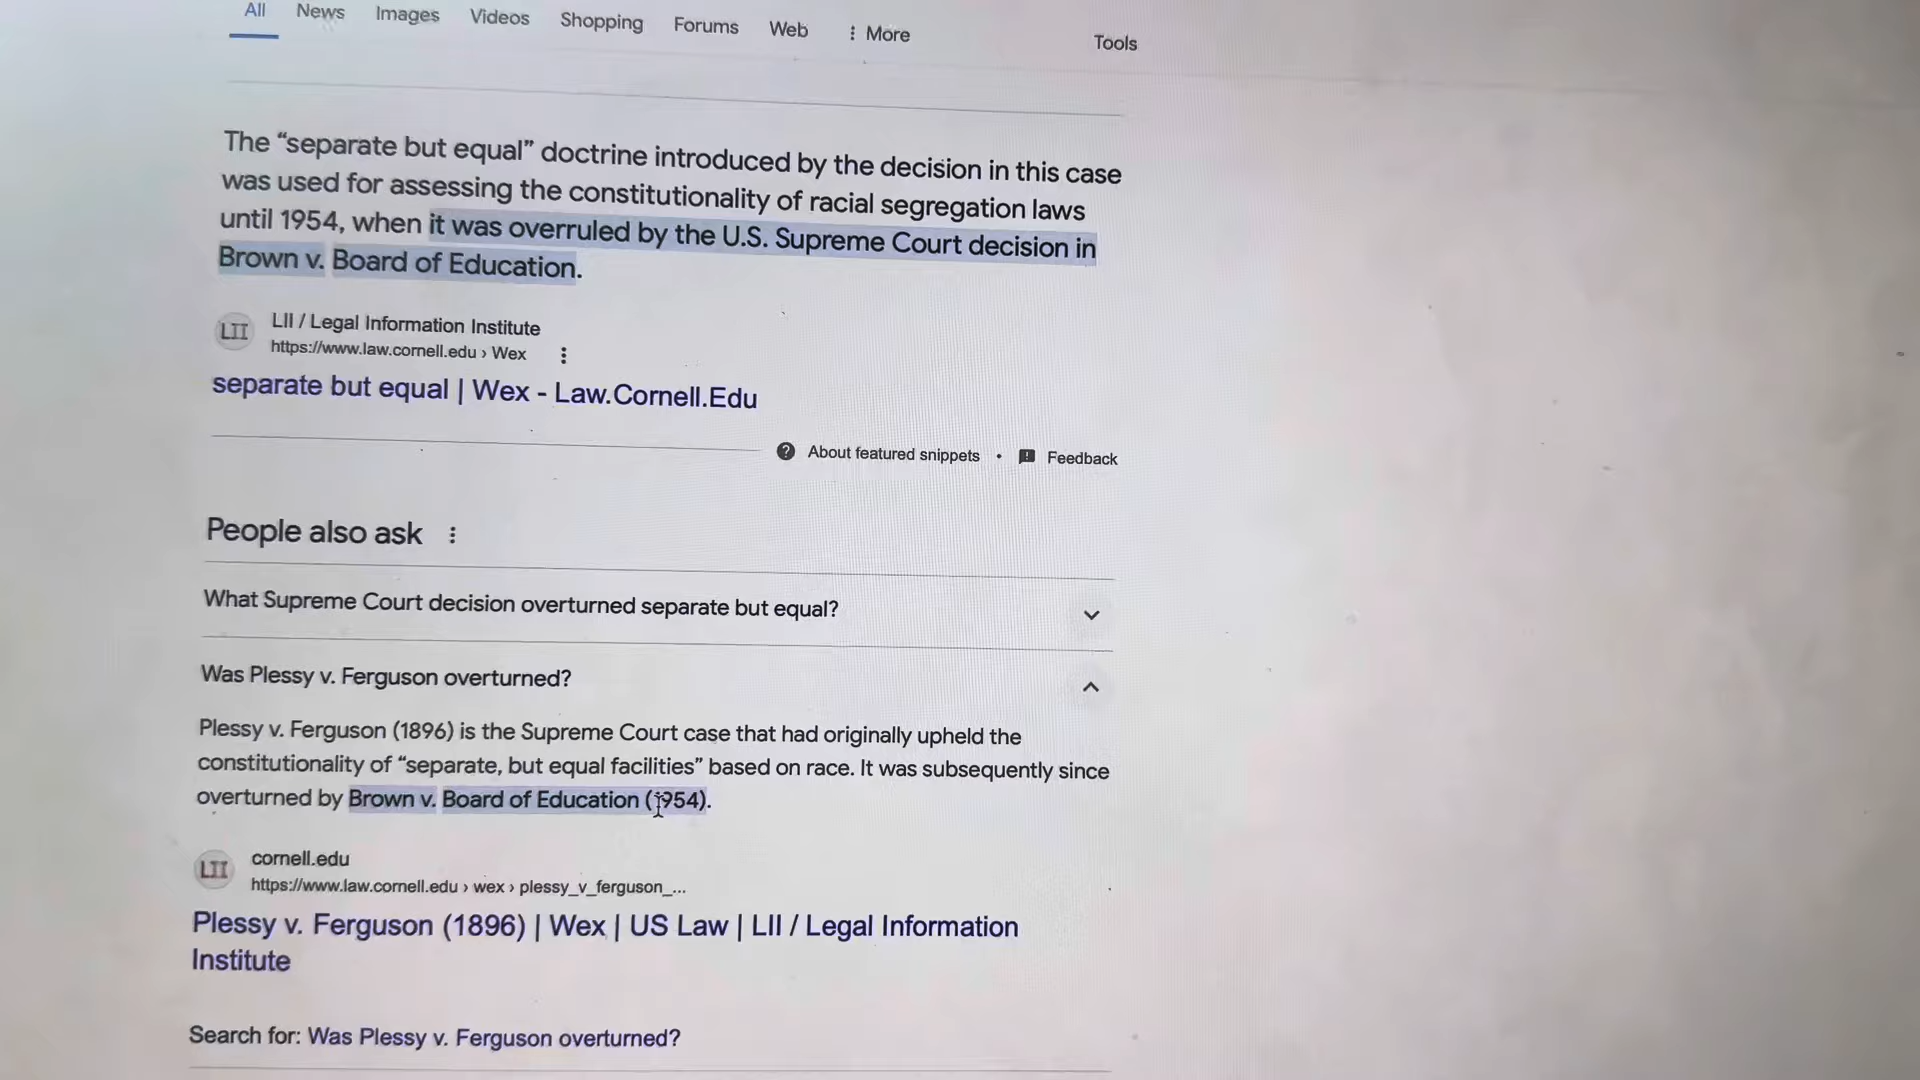 All News Images Videos Shopping Forums Web More Tools
The “separate but equal” doctrine introduced by the decision in this case
was used for assessing the constitutionality of racial segregation laws
until 1954, when it was overruled by the U.S. Supreme Court decision in
Brown v. Board of Education.
LII
LII / Legal Information Institute
https://www.law.cornell.edu › Wex
separate but equal | Wex - Law.Cornell.Edu
About featured snippets • Feedback
People also ask
What Supreme Court decision overturned separate but equal?
Was Plessy v. Ferguson overturned?
Plessy v. Ferguson (1896) is the Supreme Court case that had originally upheld the
constitutionality of “separate, but equal facilities” based on race. It was subsequently since
overturned by Brown v. Board of Education (1954).
LII
cornell.edu
https://www.law.cornell.edu › wex › plessy_v_ferguson_...
Plessy v. Ferguson (1896) | Wex | US Law | LII / Legal Information
Institute
Search for: Was Plessy v. Ferguson overturned?